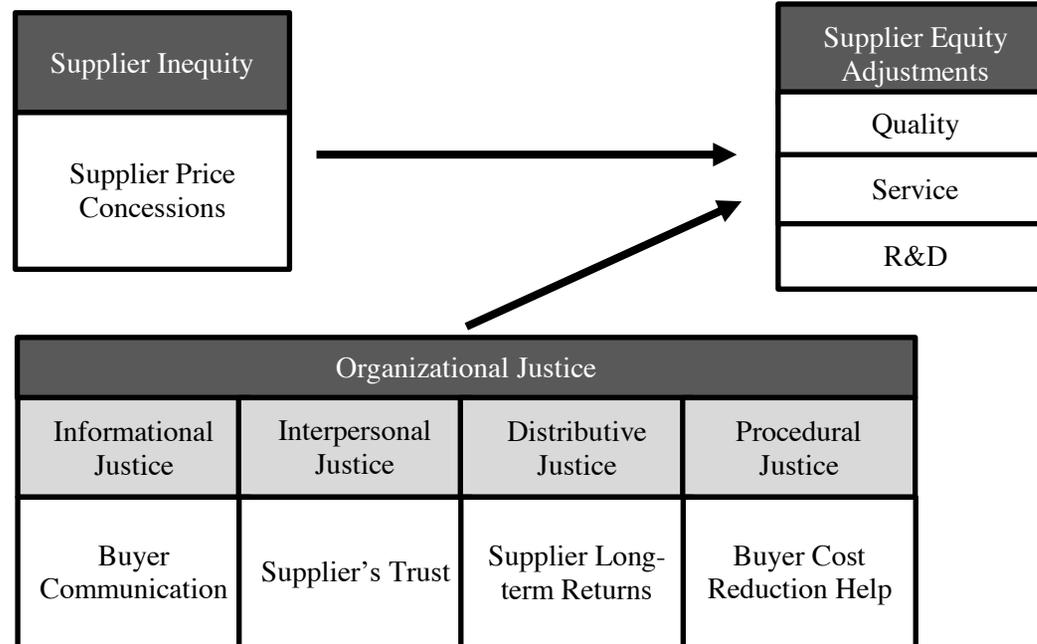 Supplier Inequity
Supplier Price
Concessions
Supplier Equity
Adjustments
Quality
Service
R&D
Organizational Justice
Informational
Justice
Interpersonal
Justice
Distributive
Justice
Procedural
Justice
Buyer
Communication
Supplier’s Trust
Supplier Long-
term Returns
Buyer Cost
Reduction Help